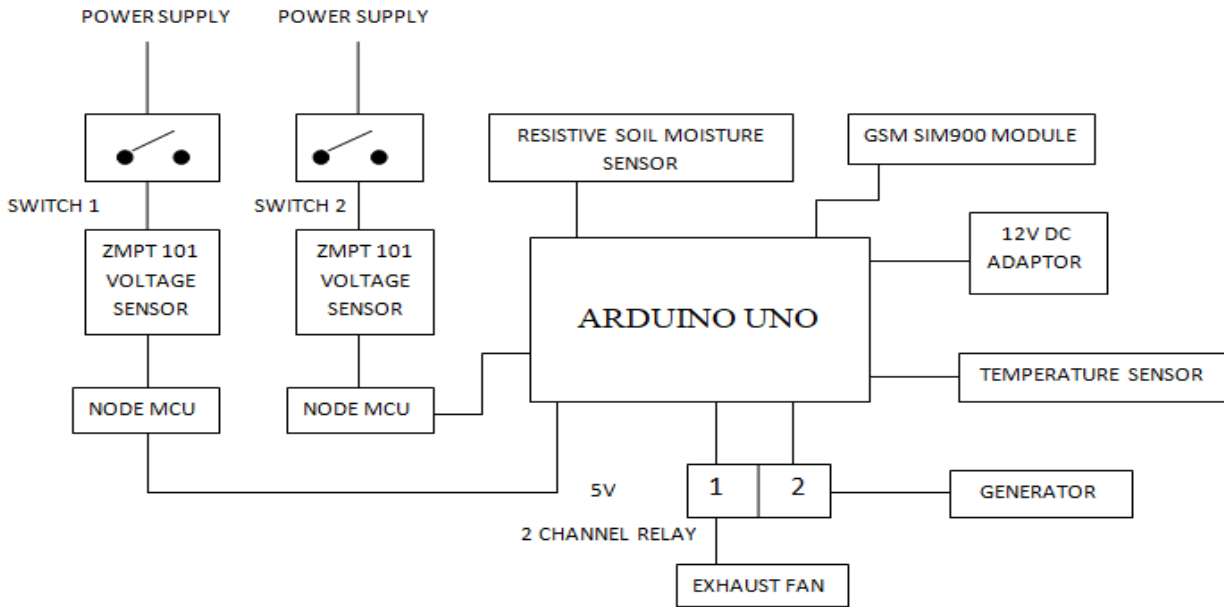 POWER SUPPLY
POWER SUPPLY
RESISTIVE SOIL MOISTURE
SENSOR
GSM SIM900 MODULE
SWITCH 1
SWITCH 2
ZMPT 101
VOLTAGE
SENSOR
ZMPT 101
VOLTAGE
SENSOR
12V DC
ADAPTOR
ARDUINO UNO
TEMPERATURE SENSOR
NODE MCU
NODE MCU
5V
1
2
GENERATOR
2 CHANNEL RELAY
EXHAUST FAN